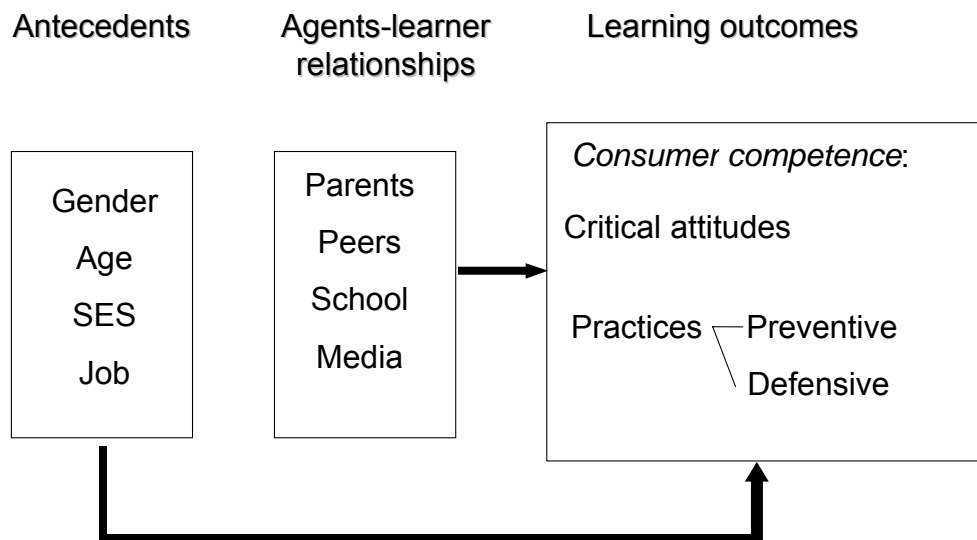 Antecedents
Agents-learner
relationships
Learning outcomes
Gender
Age
SES
Job
Parents
Peers
School
Media
Consumer competence:
Critical attitudes
Practices
Preventive
Defensive